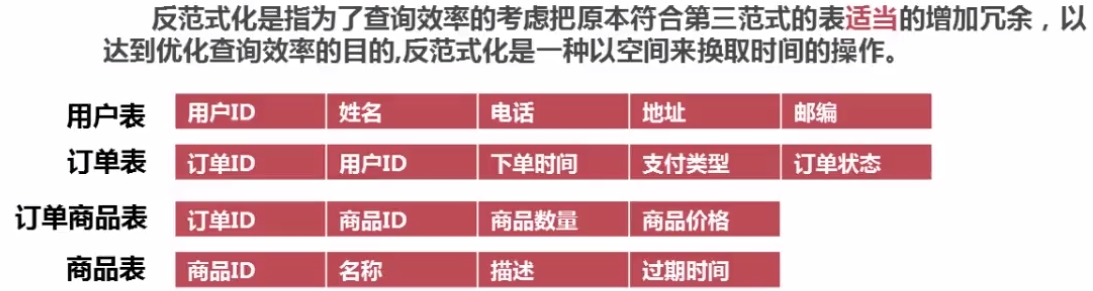 反范式化是指为了查询效率的考虑把原本符合第三范式的表适当的增加冗余，以
达到优化查询效率的目的,反范式化是一种以空间来换取时间的操作。
用户表 用户ID 姓名 电话 地址 邮编
订单表 订单ID 用户ID 下单时间 支付类型 订单状态
订单商品表 订单ID 商品ID 商品数量 商品价格
商品表 商品ID 名称 描述 过期时间